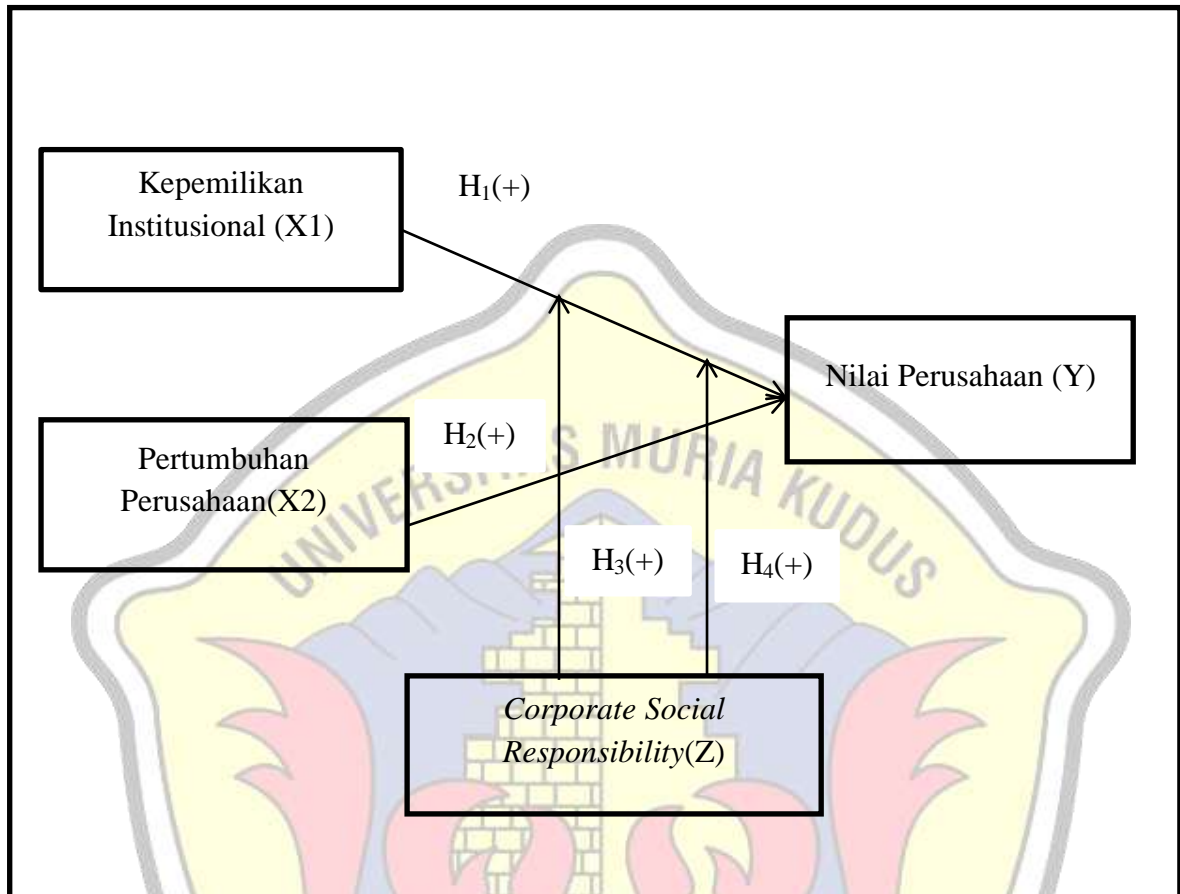 Kepemilikan
Institusional (X1)
H₁(+)
Nilai Perusahaan (Y)
Pertumbuhan
Perusahaan(X2)
H₂(+)
UNIVERSITAS MURIA KUDUS
H₃(+)
H₄(+)
Corporate Social
Responsibility(Z)